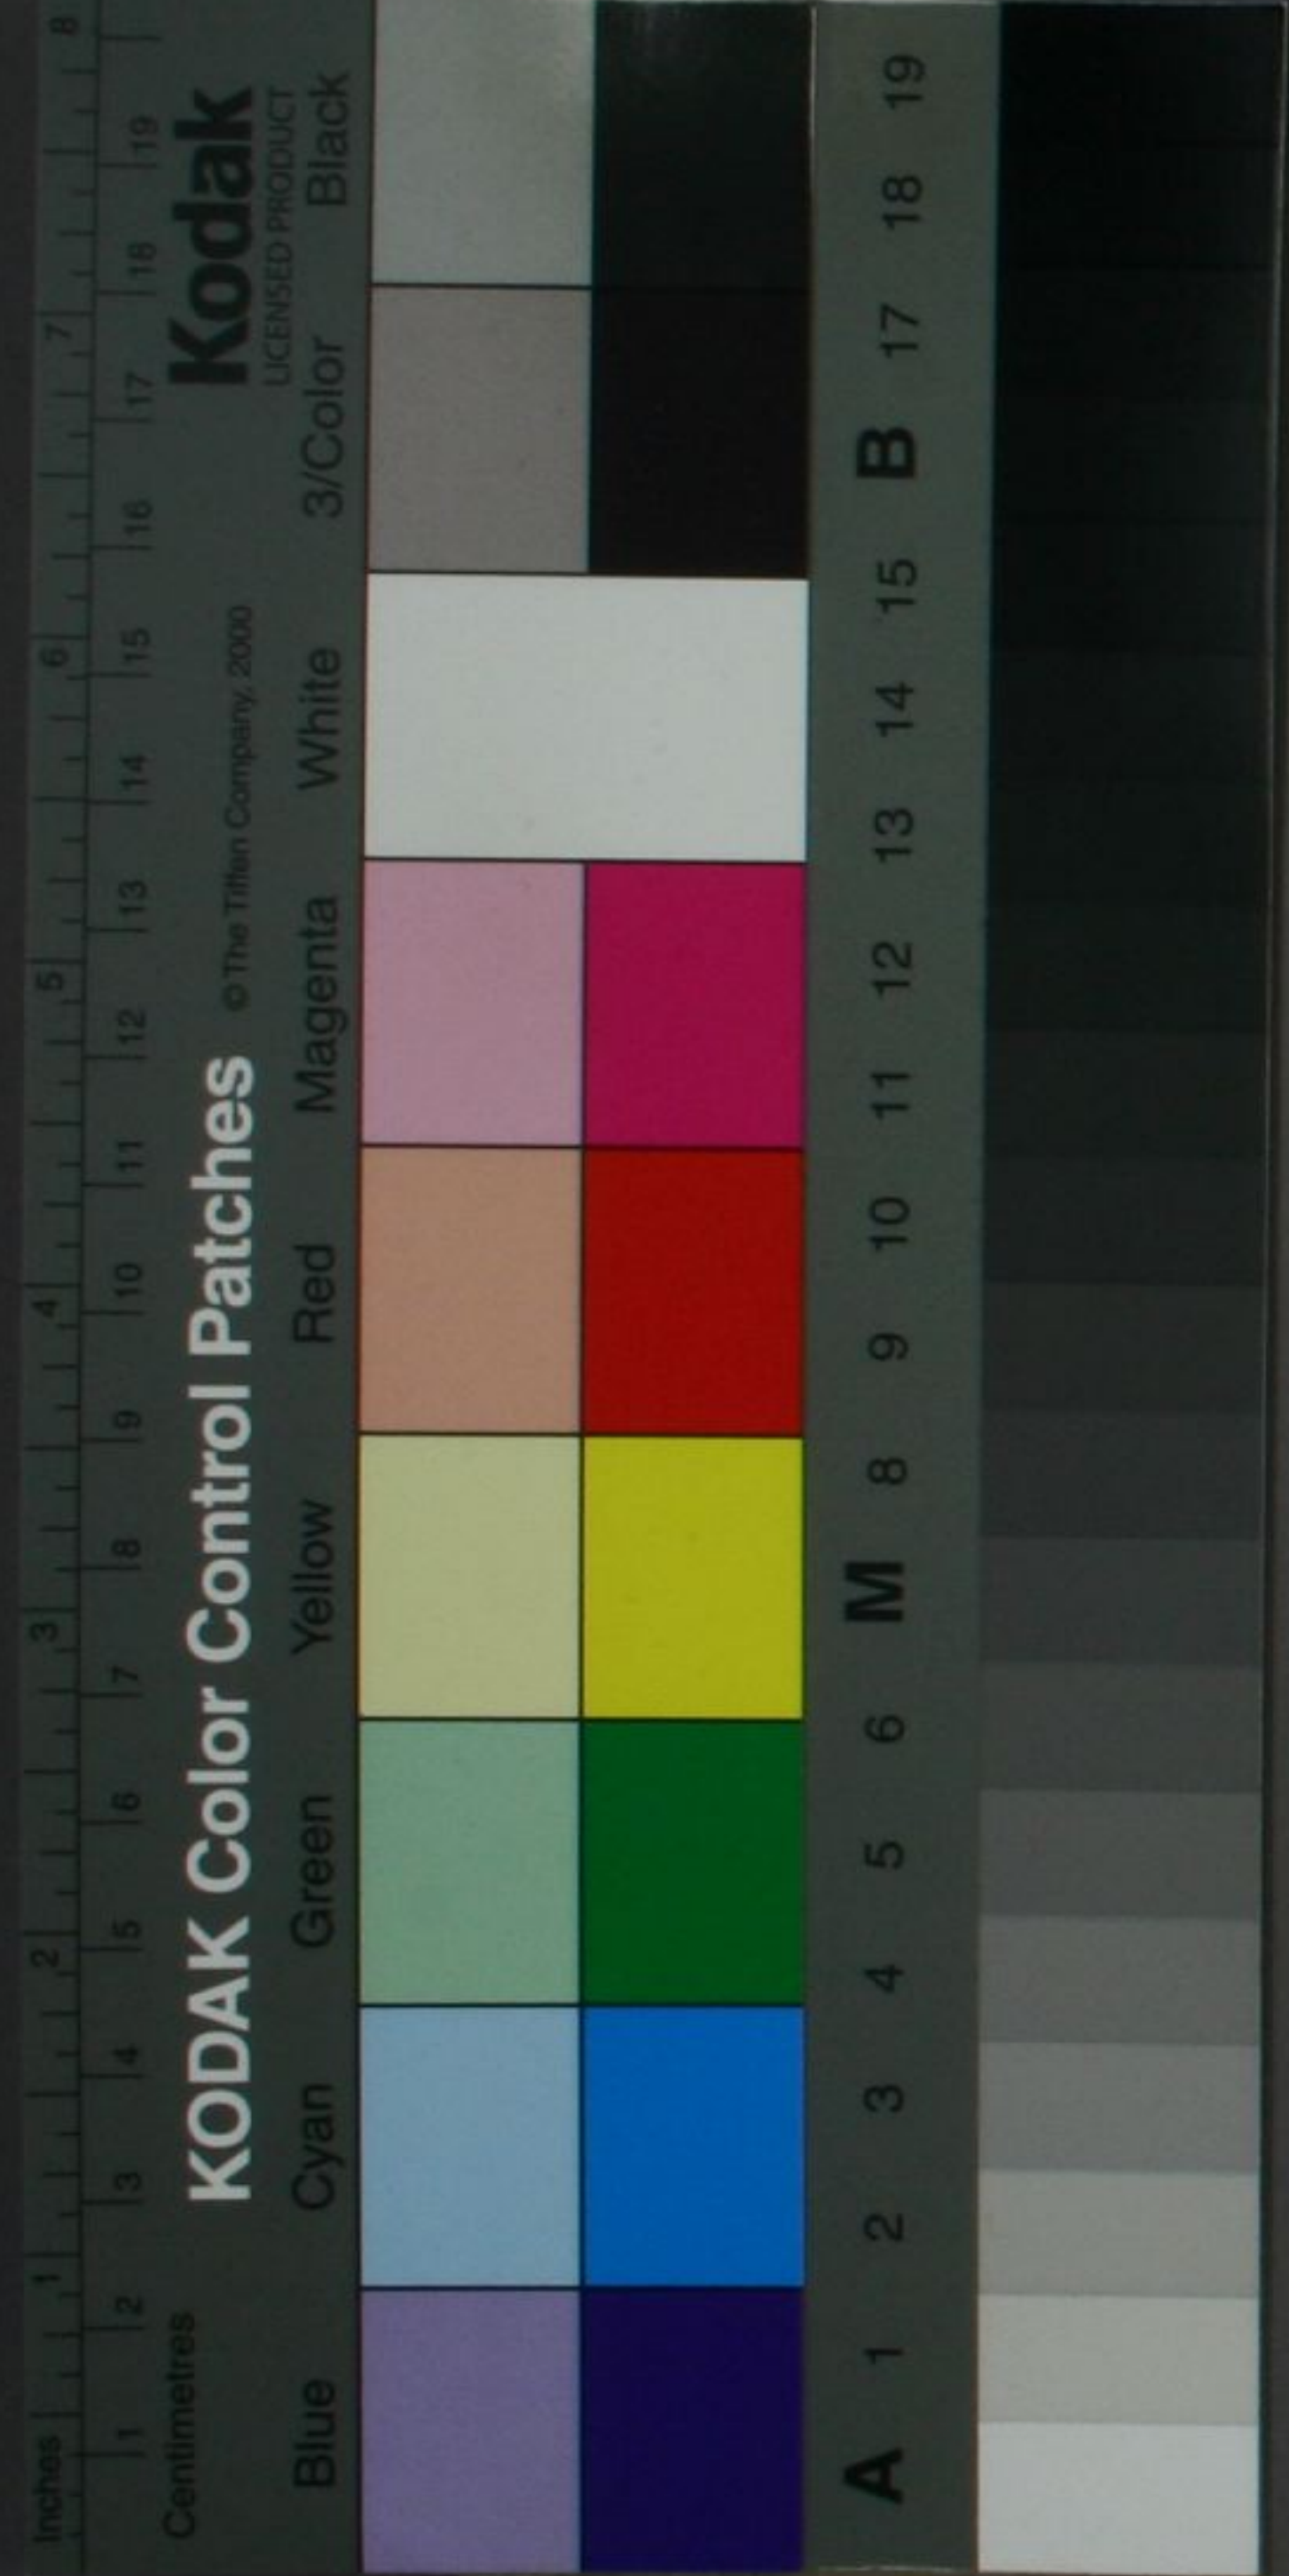 Inches 1 2 3 4 5 6 7 8
1 2 3 4 5 6 7 8 9 10 11 12 13 14 15 16 17 18 19
Centimetres
KODAK Color Control Patches
© The Tiffen Company, 2000
Kodak
LICENSED PRODUCT
Blue Cyan Green Yellow Red Magenta White 3/Color Black
A 1 2 3 4 5 6 M 8 9 10 11 12 13 14 15 B 17 18 19